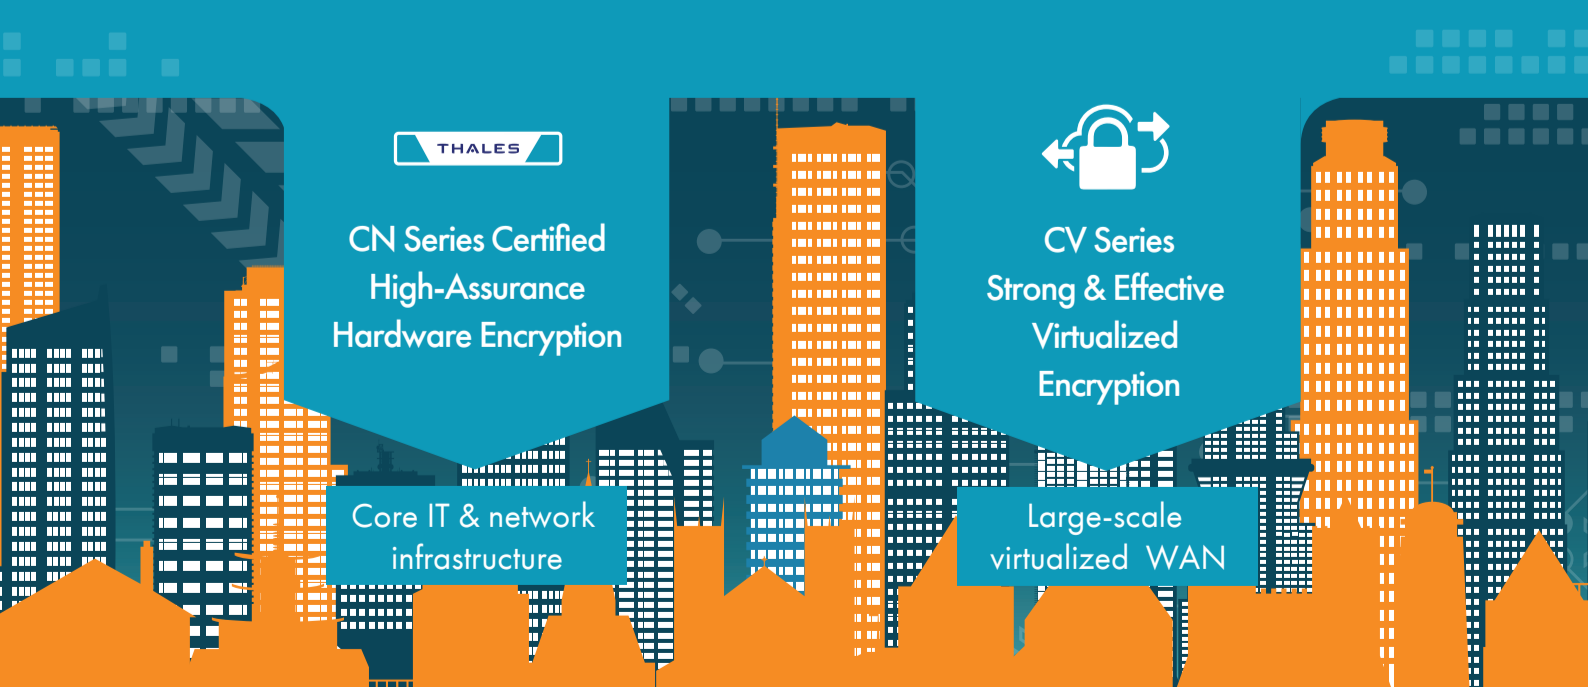 THALES
CN Series Certified
High-Assurance
Hardware Encryption
Core IT & network
infrastructure
CV Series
Strong & Effective
Virtualized
Encryption
Large-scale
virtualized WAN